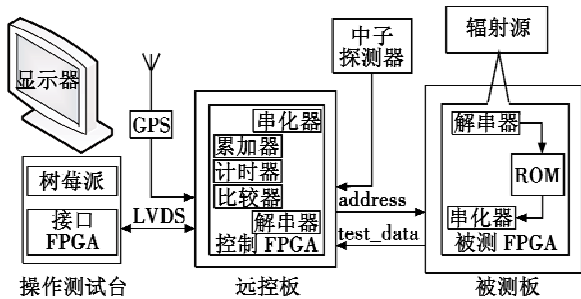 显示器
GPS
树莓派
接口
FPGA
操作测试台
LVDS
串化器
累加器
计时器
比较器
解串器
控制 FPGA
远控板
中子
探测器
address
test_data
辐射源
解串器
ROM
串化器
被测 FPGA
被测板